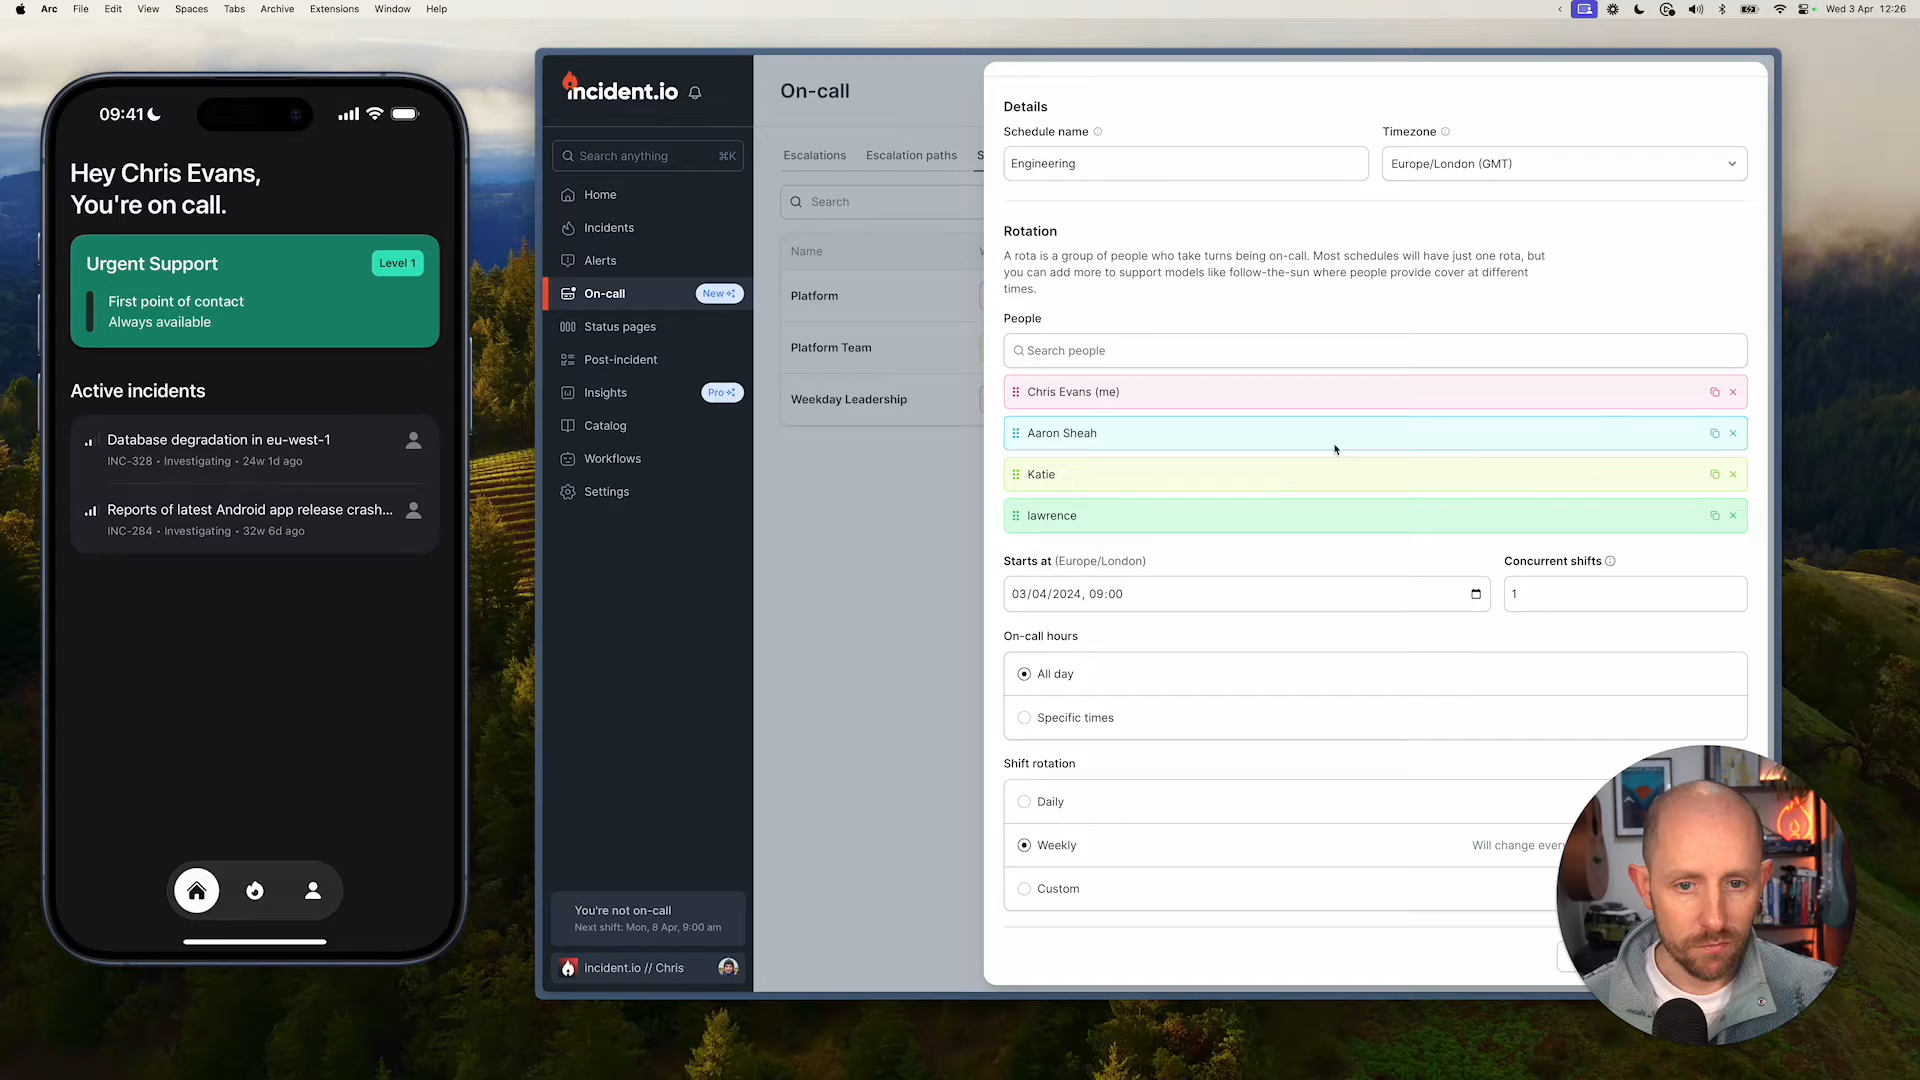 Arc File Edit View Spaces Tabs Archive Extensions Window Help
Wed 3 Apr 12:26
09:41
Hey Chris Evans,
You're on call.
Urgent Support
Level 1
First point of contact
Always available
Active incidents
Database degradation in eu-west-1
INC-328 • Investigating • 24w 1d ago
Reports of latest Android app release crash...
INC-284 • Investigating • 32w 6d ago
incident.io
Search anything ⌘K
Home
Incidents
Alerts
On-call New
Status pages
Post-incident
Insights Pro
Catalog
Workflows
Settings
You're not on-call
Next shift: Mon, 8 Apr, 9:00 am
incident.io // Chris
On-call
Escalations Escalation paths S
Search
Name
Platform
Platform Team
Weekday Leadership
Details
Schedule name
Timezone
Engineering
Europe/London (GMT)
Rotation
A rota is a group of people who take turns being on-call. Most schedules will have just one rota, but
you can add more to support models like follow-the-sun where people provide cover at different
times.
People
Search people
Chris Evans (me)
Aaron Sheah
Katie
lawrence
Starts at (Europe/London)
Concurrent shifts
03/04/2024, 09:00
1
On-call hours
All day
Specific times
Shift rotation
Daily
Weekly
Will change every
Custom